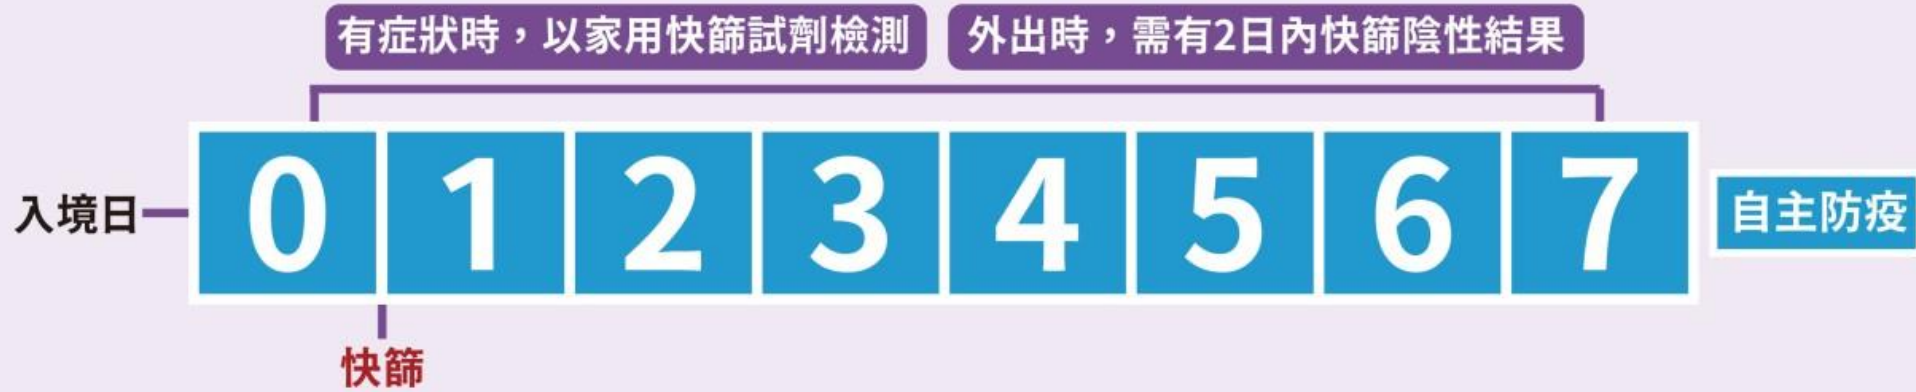 有症狀時，以家用快篩試劑檢測
外出時，需有2日內快篩陰性結果
入境日 0 1 2 3 4 5 6 7 自主防疫
快篩